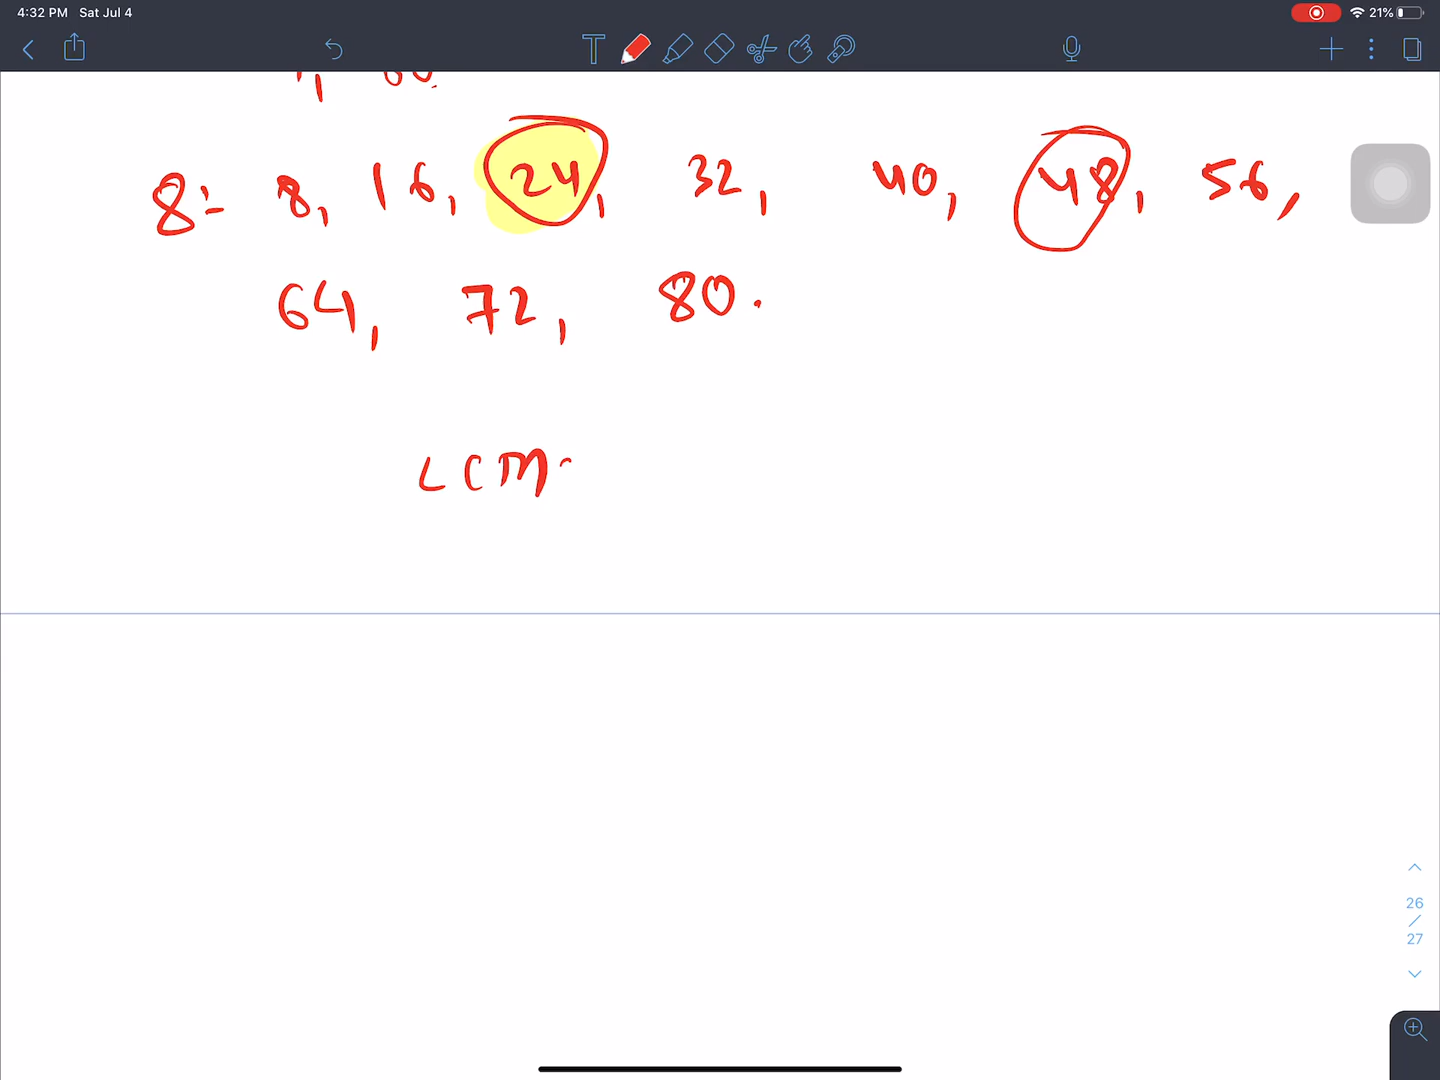 4:32 PM Sat Jul 4 21%
8:- 8, 16, 24, 32, 40, 48, 56,
64, 72, 80.
LCM
26
/
27